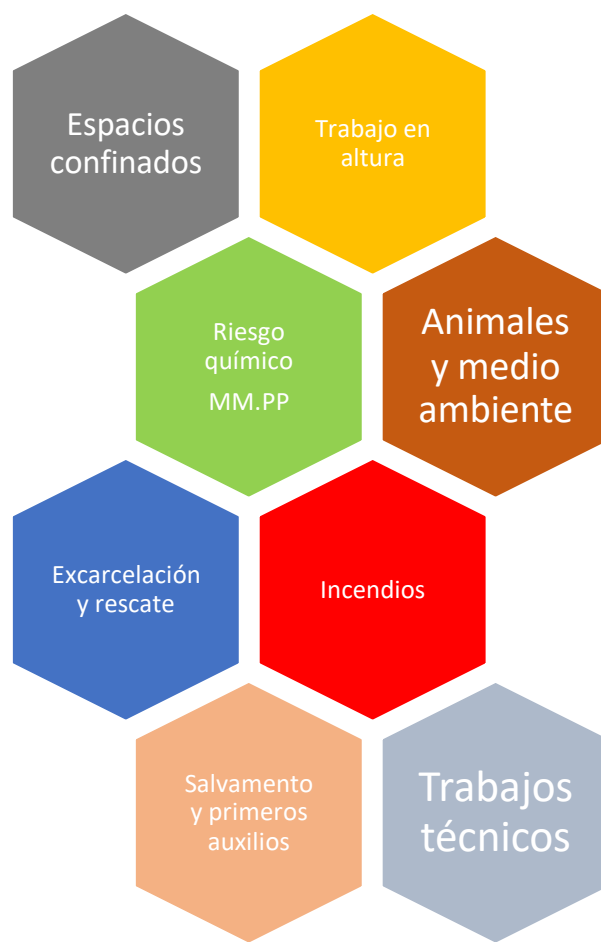 Espacios
confinados
Trabajo en
altura
Riesgo
químico
MM.PP
Animales
y medio
ambiente
Excarcelación
y rescate
Incendios
Salvamento
y primeros
auxilios
Trabajos
técnicos